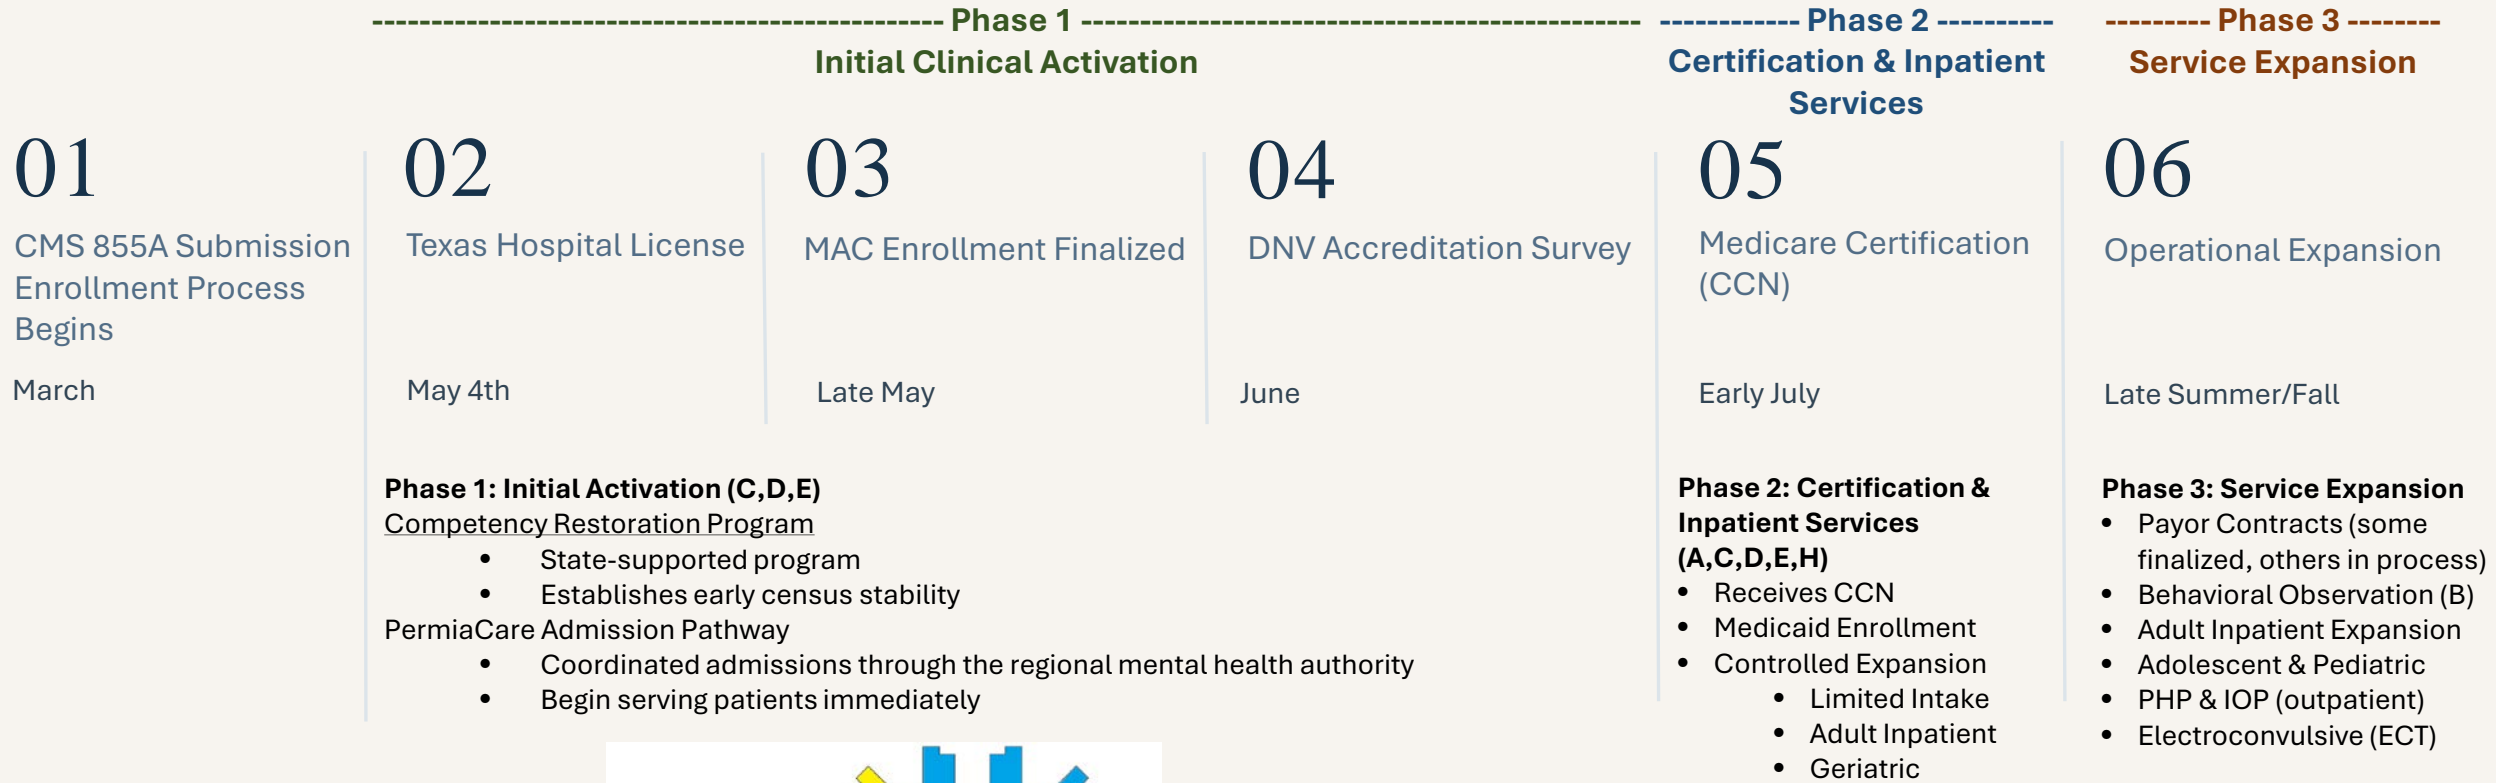 -------------------------------------------- Phase 1 -------------------------------------------
Initial Clinical Activation
------------ Phase 2 ----------
Certification & Inpatient
Services
--------- Phase 3 --------
Service Expansion
01
CMS 855A Submission
Enrollment Process
Begins
March
02
Texas Hospital License
May 4th
03
MAC Enrollment Finalized
Late May
04
DNV Accreditation Survey
June
05
Medicare Certification
(CCN)
Early July
06
Operational Expansion
Late Summer/Fall
Phase 1: Initial Activation (C,D,E)
Competency Restoration Program
• State-supported program
• Establishes early census stability
PermiaCare Admission Pathway
• Coordinated admissions through the regional mental health authority
• Begin serving patients immediately
Phase 2: Certification &
Inpatient Services
(A,C,D,E,H)
• Receives CCN
• Medicaid Enrollment
• Controlled Expansion
• Limited Intake
• Adult Inpatient
• Geriatric
Phase 3: Service Expansion
• Payor Contracts (some
finalized, others in process)
• Behavioral Observation (B)
• Adult Inpatient Expansion
• Adolescent & Pediatric
• PHP & IOP (outpatient)
• Electroconvulsive (ECT)